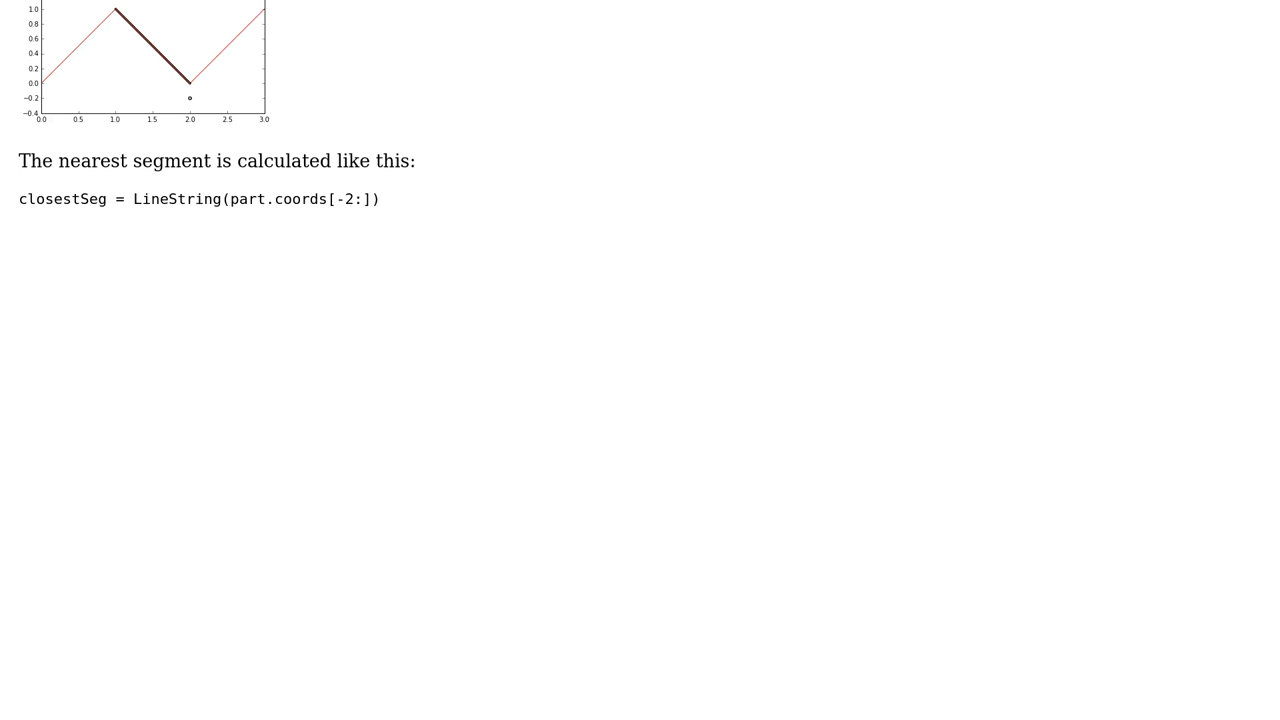 1.0
0.8
0.6
0.4
0.2
0.0
−0.2
−0.4
0.0 0.5 1.0 1.5 2.0 2.5 3.0
The nearest segment is calculated like this:
closestSeg = LineString(part.coords[-2:])